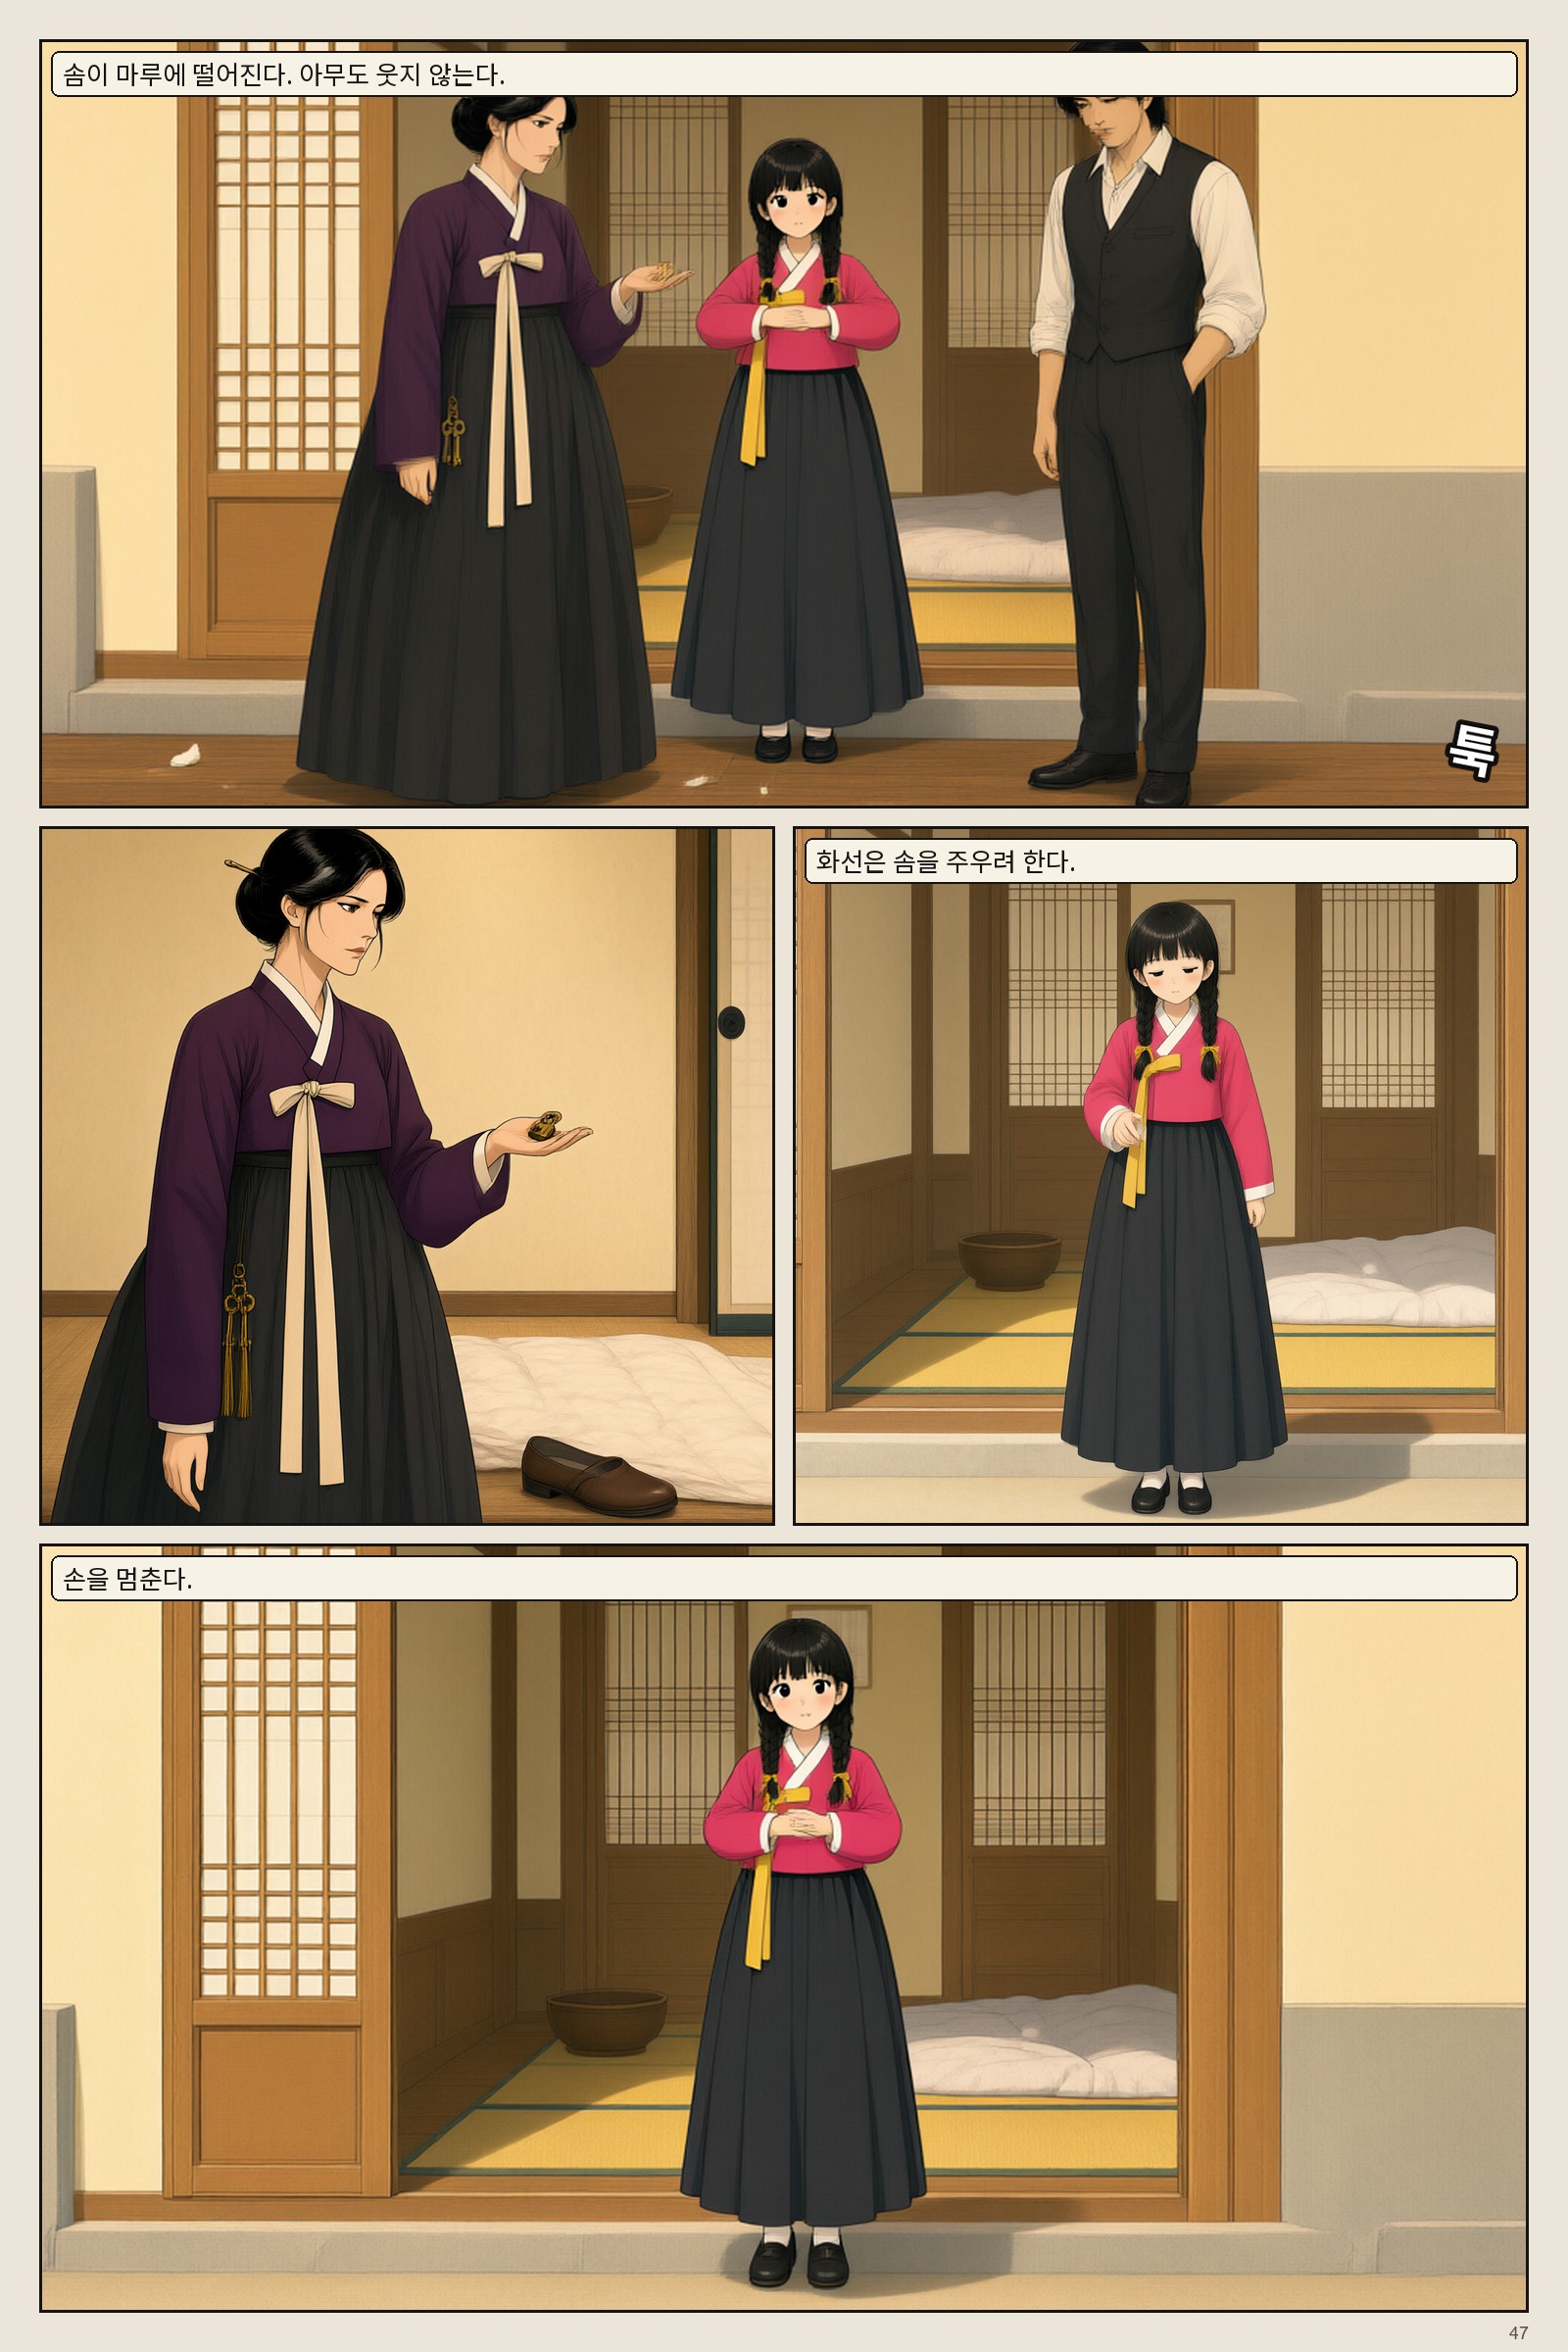 솜이 마루에 떨어진다. 아무도 웃지 않는다.
툭
화선은 솜을 주우려 한다.
손을 멈춘다.
47